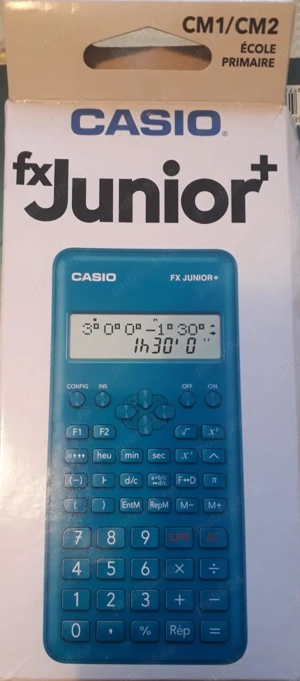 CM1/CM2
ÉCOLE
PRIMAIRE
CASIO
fx Junior+
CASIO FX JUNIOR+
3°0°0°-1°30°
1h30'0''
CONFIG INS OFF ON
F1 F2 √
heu min sec
(-) d/c F↔D π
( ) EntM RepM M- M+
7 8 9 EFF AC
4 5 6 × ÷
1 2 3 + -
0 , % Rép =